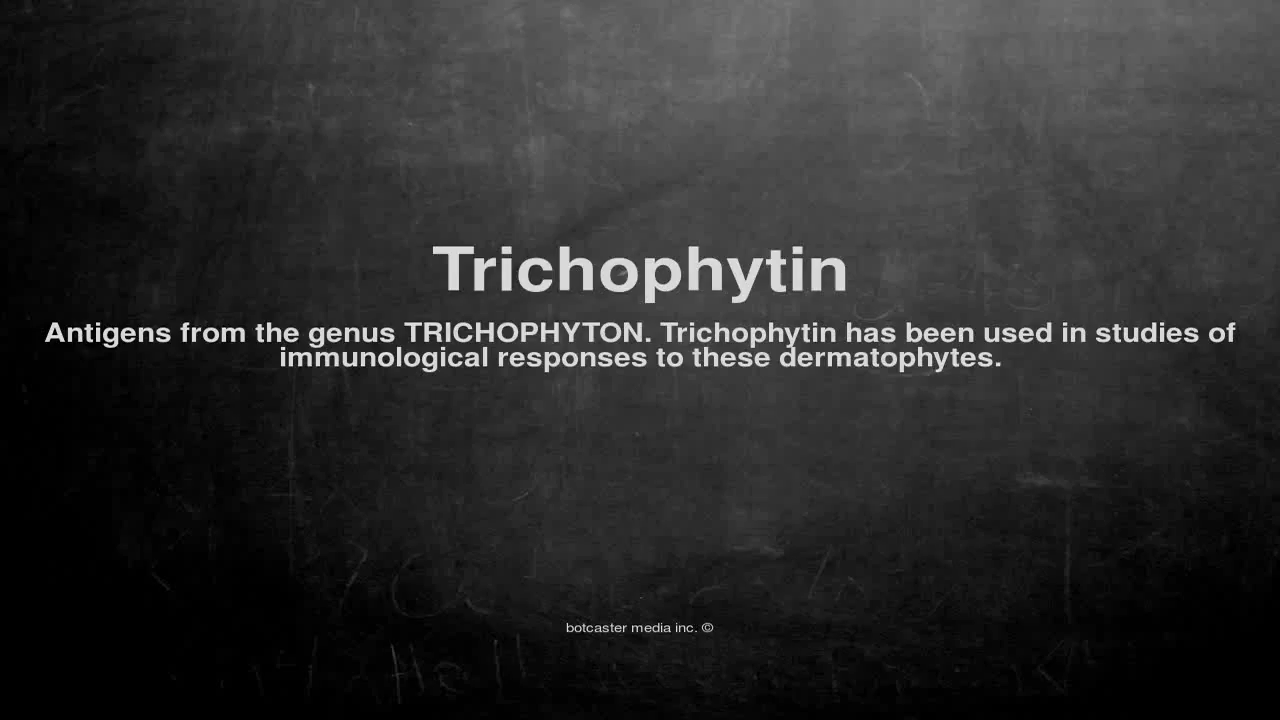 Trichophytin
Antigens from the genus TRICHOPHYTON. Trichophytin has been used in studies of
immunological responses to these dermatophytes.
botcaster media inc. ©